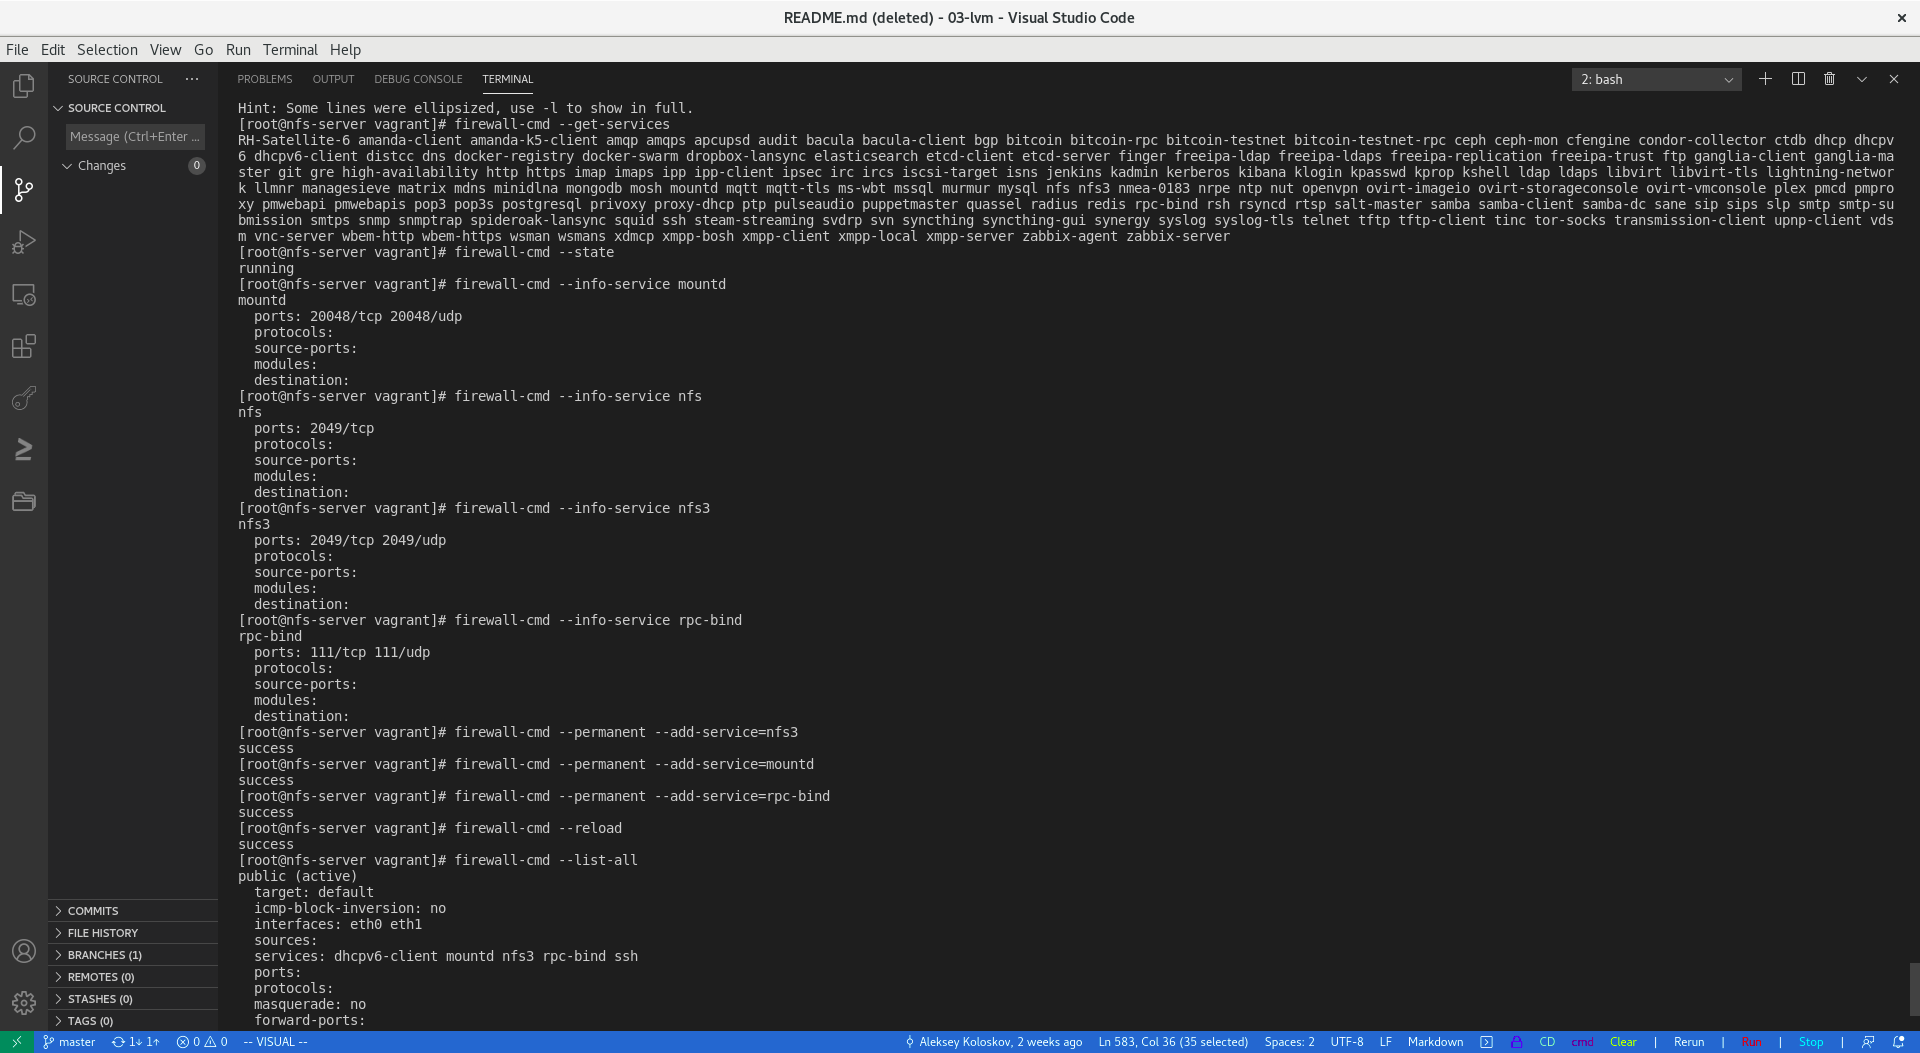 README.md (deleted) - 03-lvm - Visual Studio Code
File Edit Selection View Go Run Terminal Help
SOURCE CONTROL
PROBLEMS OUTPUT DEBUG CONSOLE TERMINAL
2: bash
SOURCE CONTROL
Message (Ctrl+Enter ...
Changes 0
Hint: Some lines were ellipsized, use -l to show in full.
[root@nfs-server vagrant]# firewall-cmd --get-services
RH-Satellite-6 amanda-client amanda-k5-client amqp amqps apcupsd audit bacula bacula-client bgp bitcoin bitcoin-rpc bitcoin-testnet bitcoin-testnet-rpc ceph ceph-mon cfengine condor-collector ctdb dhcp dhcpv
6 dhcpv6-client distcc dns docker-registry docker-swarm dropbox-lansync elasticsearch etcd-client etcd-server finger freeipa-ldap freeipa-ldaps freeipa-replication freeipa-trust ftp ganglia-client ganglia-ma
ster git gre high-availability http https imap imaps ipp ipp-client ipsec irc ircs iscsi-target isns jenkins kadmin kerberos kibana klogin kpasswd kprop kshell ldap ldaps libvirt libvirt-tls lightning-networ
k llmnr managesieve matrix mdns minidlna mongodb mosh mountd mqtt mqtt-tls ms-wbt mssql murmur mysql nfs nfs3 nmea-0183 nrpe ntp nut openvpn ovirt-imageio ovirt-storageconsole ovirt-vmconsole plex pmcd pmpro
xy pmwebapi pmwebapis pop3 pop3s postgresql privoxy proxy-dhcp ptp pulseaudio puppetmaster quassel radius redis rpc-bind rsh rsyncd rtsp salt-master samba samba-client samba-dc sane sip sips slp smtp smtp-su
bmission smtps snmp snmptrap spideroak-lansync squid ssh steam-streaming svdrp svn syncthing syncthing-gui synergy syslog syslog-tls telnet tftp tftp-client tinc tor-socks transmission-client upnp-client vds
m vnc-server wbem-http wbem-https wsman wsmans xdmcp xmpp-bosh xmpp-client xmpp-local xmpp-server zabbix-agent zabbix-server
[root@nfs-server vagrant]# firewall-cmd --state
running
[root@nfs-server vagrant]# firewall-cmd --info-service mountd
mountd
  ports: 20048/tcp 20048/udp
  protocols:
  source-ports:
  modules:
  destination:
[root@nfs-server vagrant]# firewall-cmd --info-service nfs
nfs
  ports: 2049/tcp
  protocols:
  source-ports:
  modules:
  destination:
[root@nfs-server vagrant]# firewall-cmd --info-service nfs3
nfs3
  ports: 2049/tcp 2049/udp
  protocols:
  source-ports:
  modules:
  destination:
[root@nfs-server vagrant]# firewall-cmd --info-service rpc-bind
rpc-bind
  ports: 111/tcp 111/udp
  protocols:
  source-ports:
  modules:
  destination:
[root@nfs-server vagrant]# firewall-cmd --permanent --add-service=nfs3
success
[root@nfs-server vagrant]# firewall-cmd --permanent --add-service=mountd
success
[root@nfs-server vagrant]# firewall-cmd --permanent --add-service=rpc-bind
success
[root@nfs-server vagrant]# firewall-cmd --reload
success
[root@nfs-server vagrant]# firewall-cmd --list-all
public (active)
  target: default
  icmp-block-inversion: no
  interfaces: eth0 eth1
  sources:
  services: dhcpv6-client mountd nfs3 rpc-bind ssh
  ports:
  protocols:
  masquerade: no
  forward-ports:
COMMITS
FILE HISTORY
BRANCHES (1)
REMOTES (0)
STASHES (0)
TAGS (0)
master 1↓ 1↑ 0 0 -- VISUAL -- Aleksey Koloskov, 2 weeks ago Ln 583, Col 36 (35 selected) Spaces: 2 UTF-8 LF Markdown CD cmd Clear | Rerun | Run | Stop |